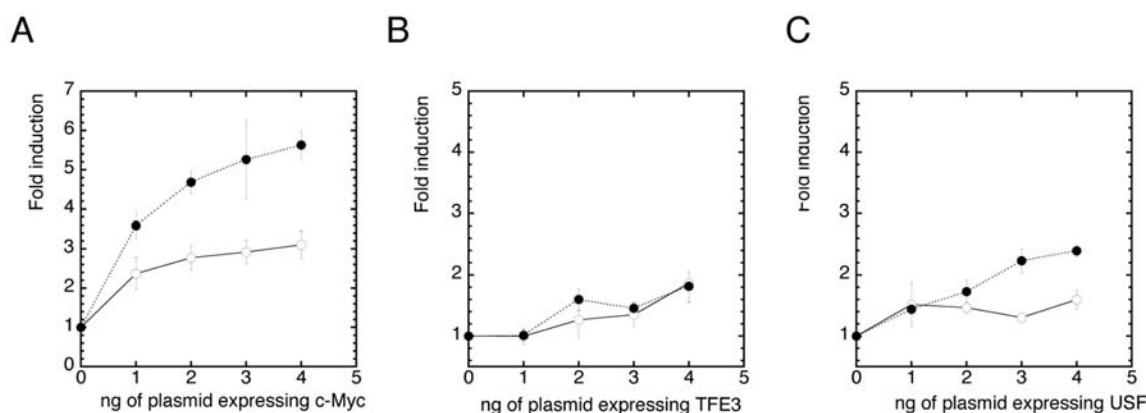 A
Fold induction
7
6
5
4
3
2
1
0
0 1 2 3 4 5
ng of plasmid expressing c-Myc
B
Fold induction
5
4
3
2
1
0 1 2 3 4 5
ng of plasmid expressing TFE3
C
Fold induction
5
4
3
2
1
0 1 2 3 4 5
ng of plasmid expressing USF